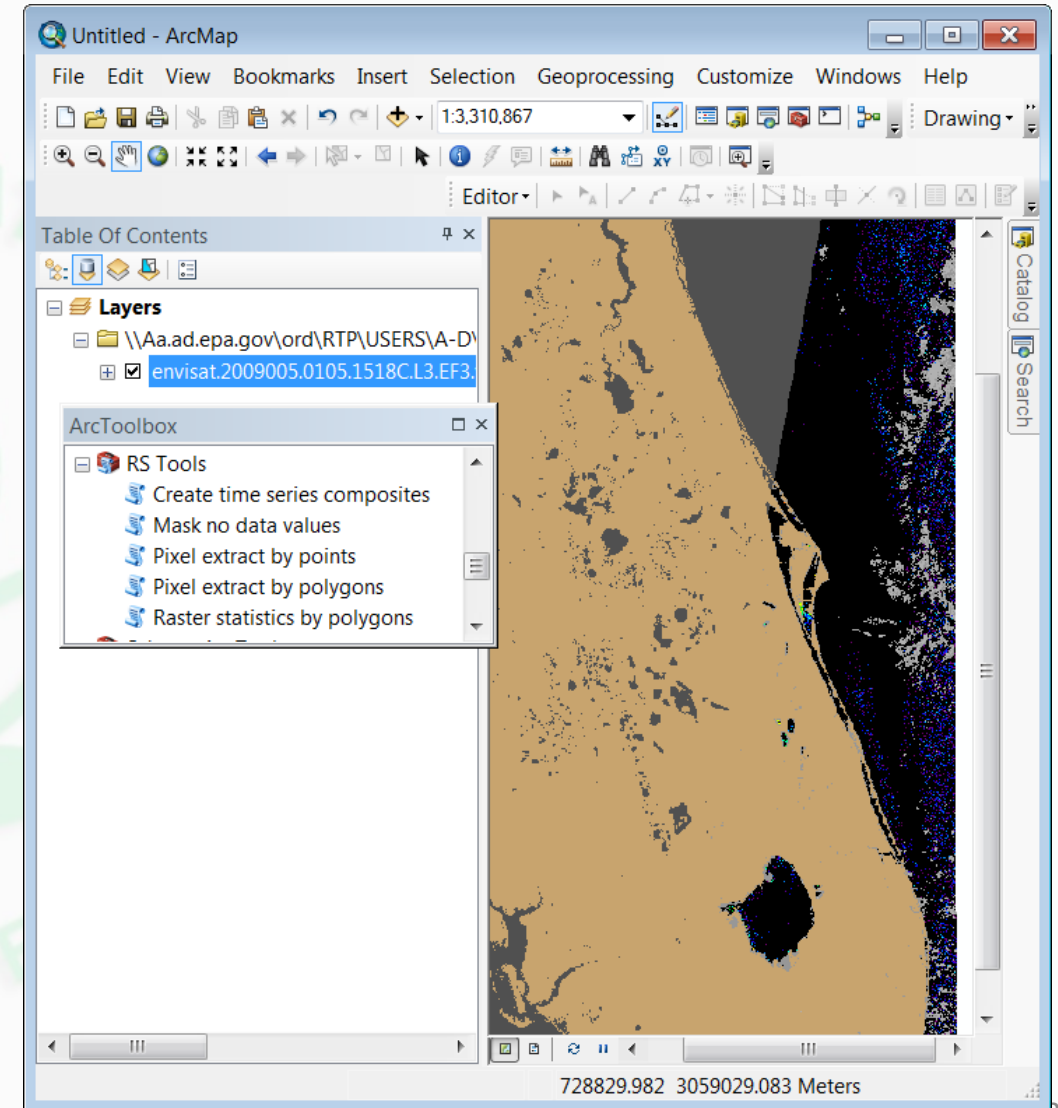 Untitled - ArcMap
File Edit View Bookmarks Insert Selection Geoprocessing Customize Windows Help
1:3,310,867
Drawing
Editor
Table Of Contents
Layers
\\Aa.ad.epa.gov\ord\RTP\USERS\A-D\
envisat.2009005.0105.1518C.L3.EF3.
ArcToolbox
RS Tools
Create time series composites
Mask no data values
Pixel extract by points
Pixel extract by polygons
Raster statistics by polygons
Catalog
Search
728829.982 3059029.083 Meters